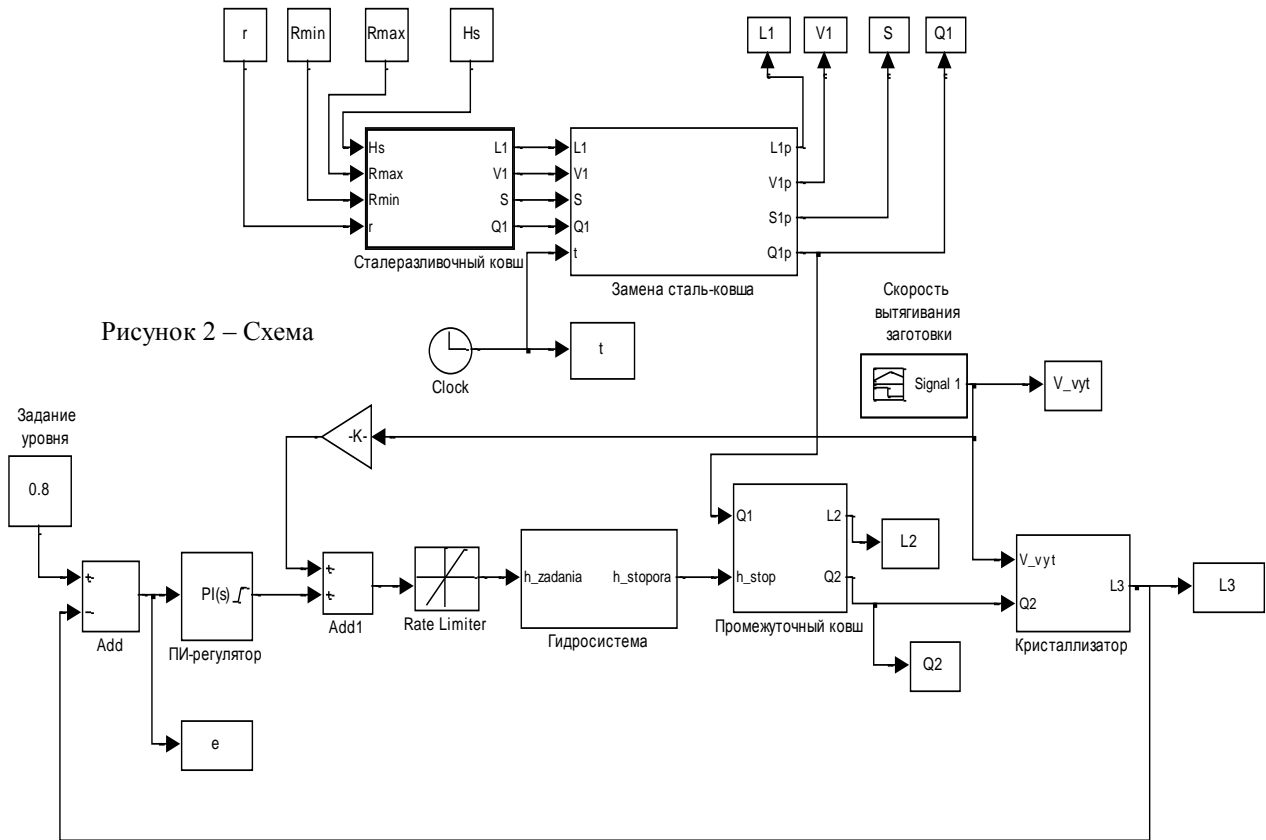 r
Rmin
Rmax
Hs
L1
V1
S
Q1
Hs
Rmax
Rmin
r
L1
V1
S
Q1
Сталеразливочный ковш
L1
V1
S
Q1
t
L1p
V1p
S1p
Q1p
Замена сталь-ковша
Рисунок 2 – Схема
Clock
t
Скорость
вытягивания
заготовки
Signal 1
V_vyt
Задание
уровня
0.8
-K-
+
−
Add
PI(s)
ПИ-регулятор
+
+
Add1
Rate Limiter
h_zadania
h_stopora
Гидросистема
Q1
h_stop
L2
Q2
Промежуточный ковш
L2
Q2
V_vyt
Q2
L3
Кристаллизатор
L3
e